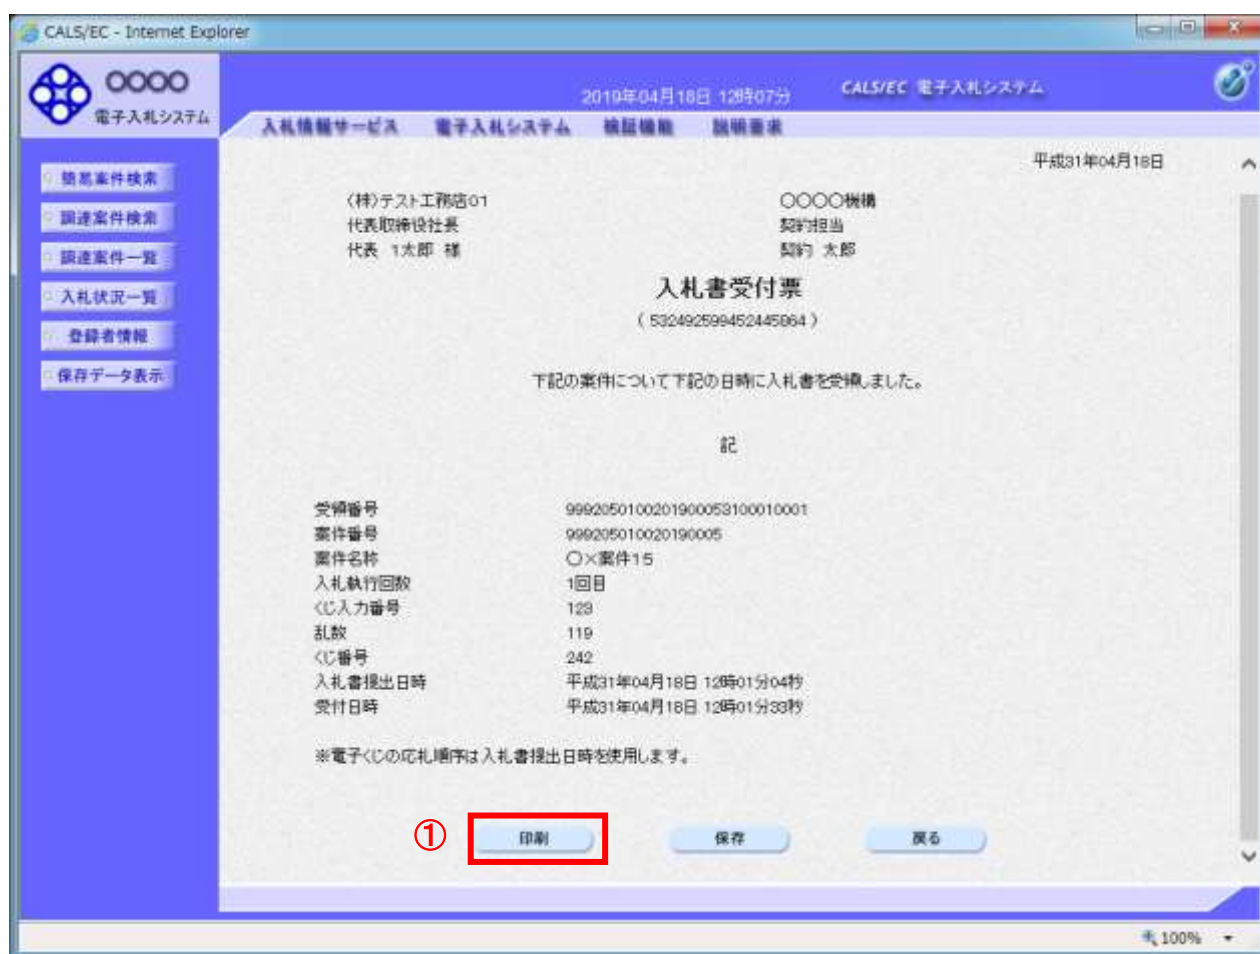 CALS/EC - Internet Explorer
〇〇〇〇
電子入札システム
2019年04月18日 12時07分
CALS/EC 電子入札システム
入札情報サービス 電子入札システム 検証機能 説明要求
簡易案件検索
調達案件検索
調達案件一覧
入札状況一覧
登録者情報
保存データ表示
平成31年04月18日
(株)テスト工務店01
代表取締役社長
代表 1太郎 様
〇〇〇〇機構
契約担当
契約 太郎
入札書受付票
( 532492599452445864 )
下記の案件について下記の日時に入札書を受領しました。
記
受領番号 99920501002019000053100010001
案件番号 999205010020190005
案件名称 〇×案件15
入札執行回数 1回目
くじ入力番号 123
乱数 119
くじ番号 242
入札書提出日時 平成31年04月18日 12時01分04秒
受付日時 平成31年04月18日 12時01分33秒
※電子くじの応札順序は入札書提出日時を使用します。
① 印刷 保存 戻る
100%